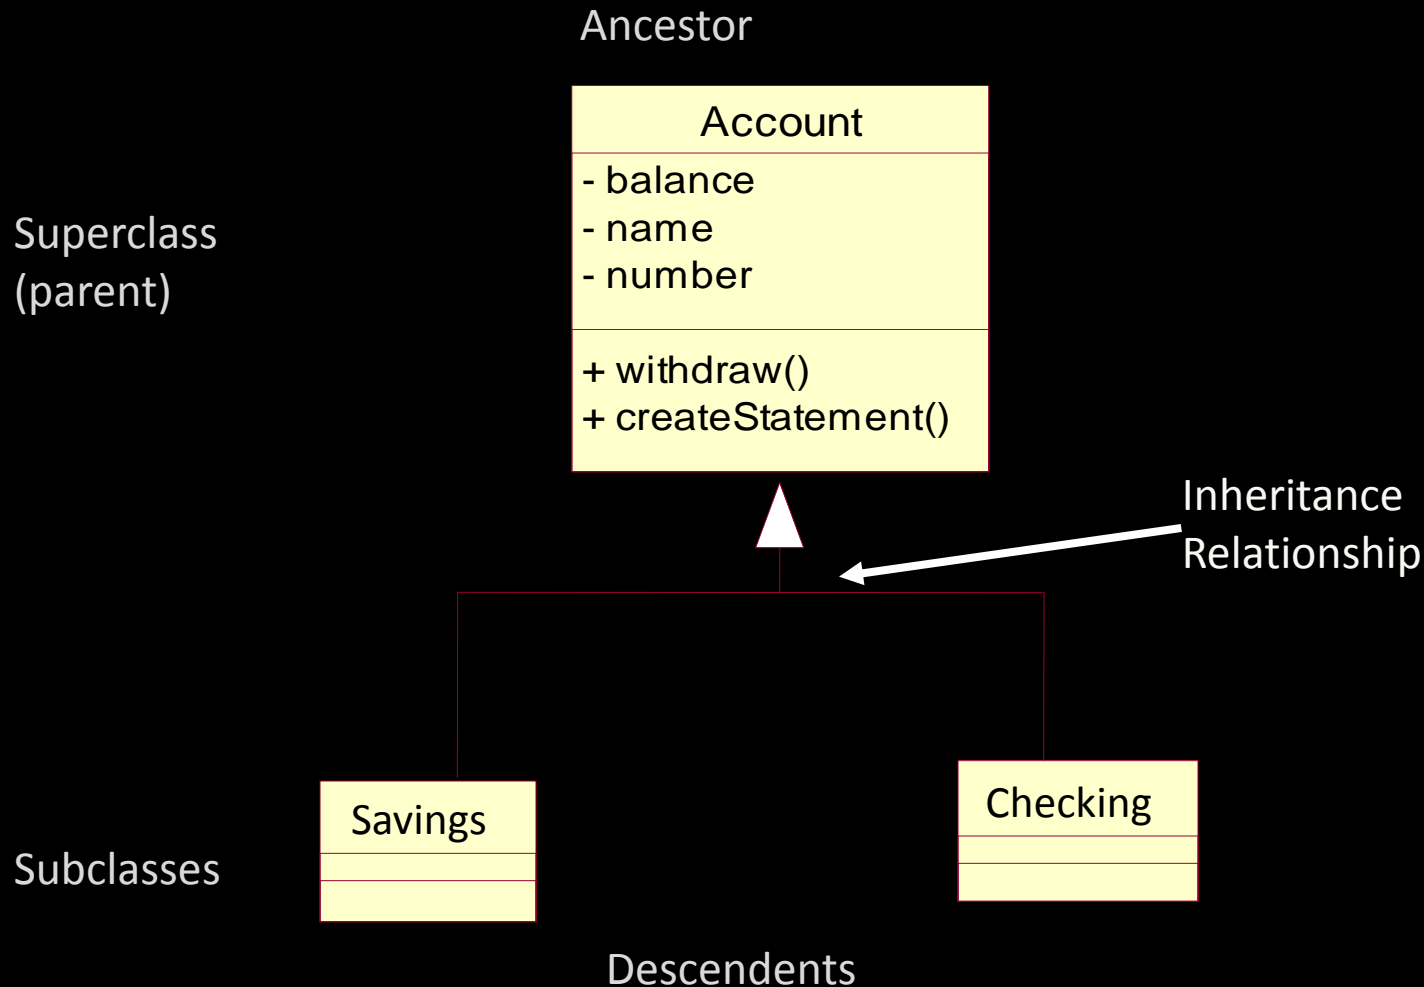 Ancestor
Account
- balance
- name
- number
+ withdraw()
+ createStatement()
Superclass
(parent)
Inheritance
Relationship
Savings
Checking
Subclasses
Descendents